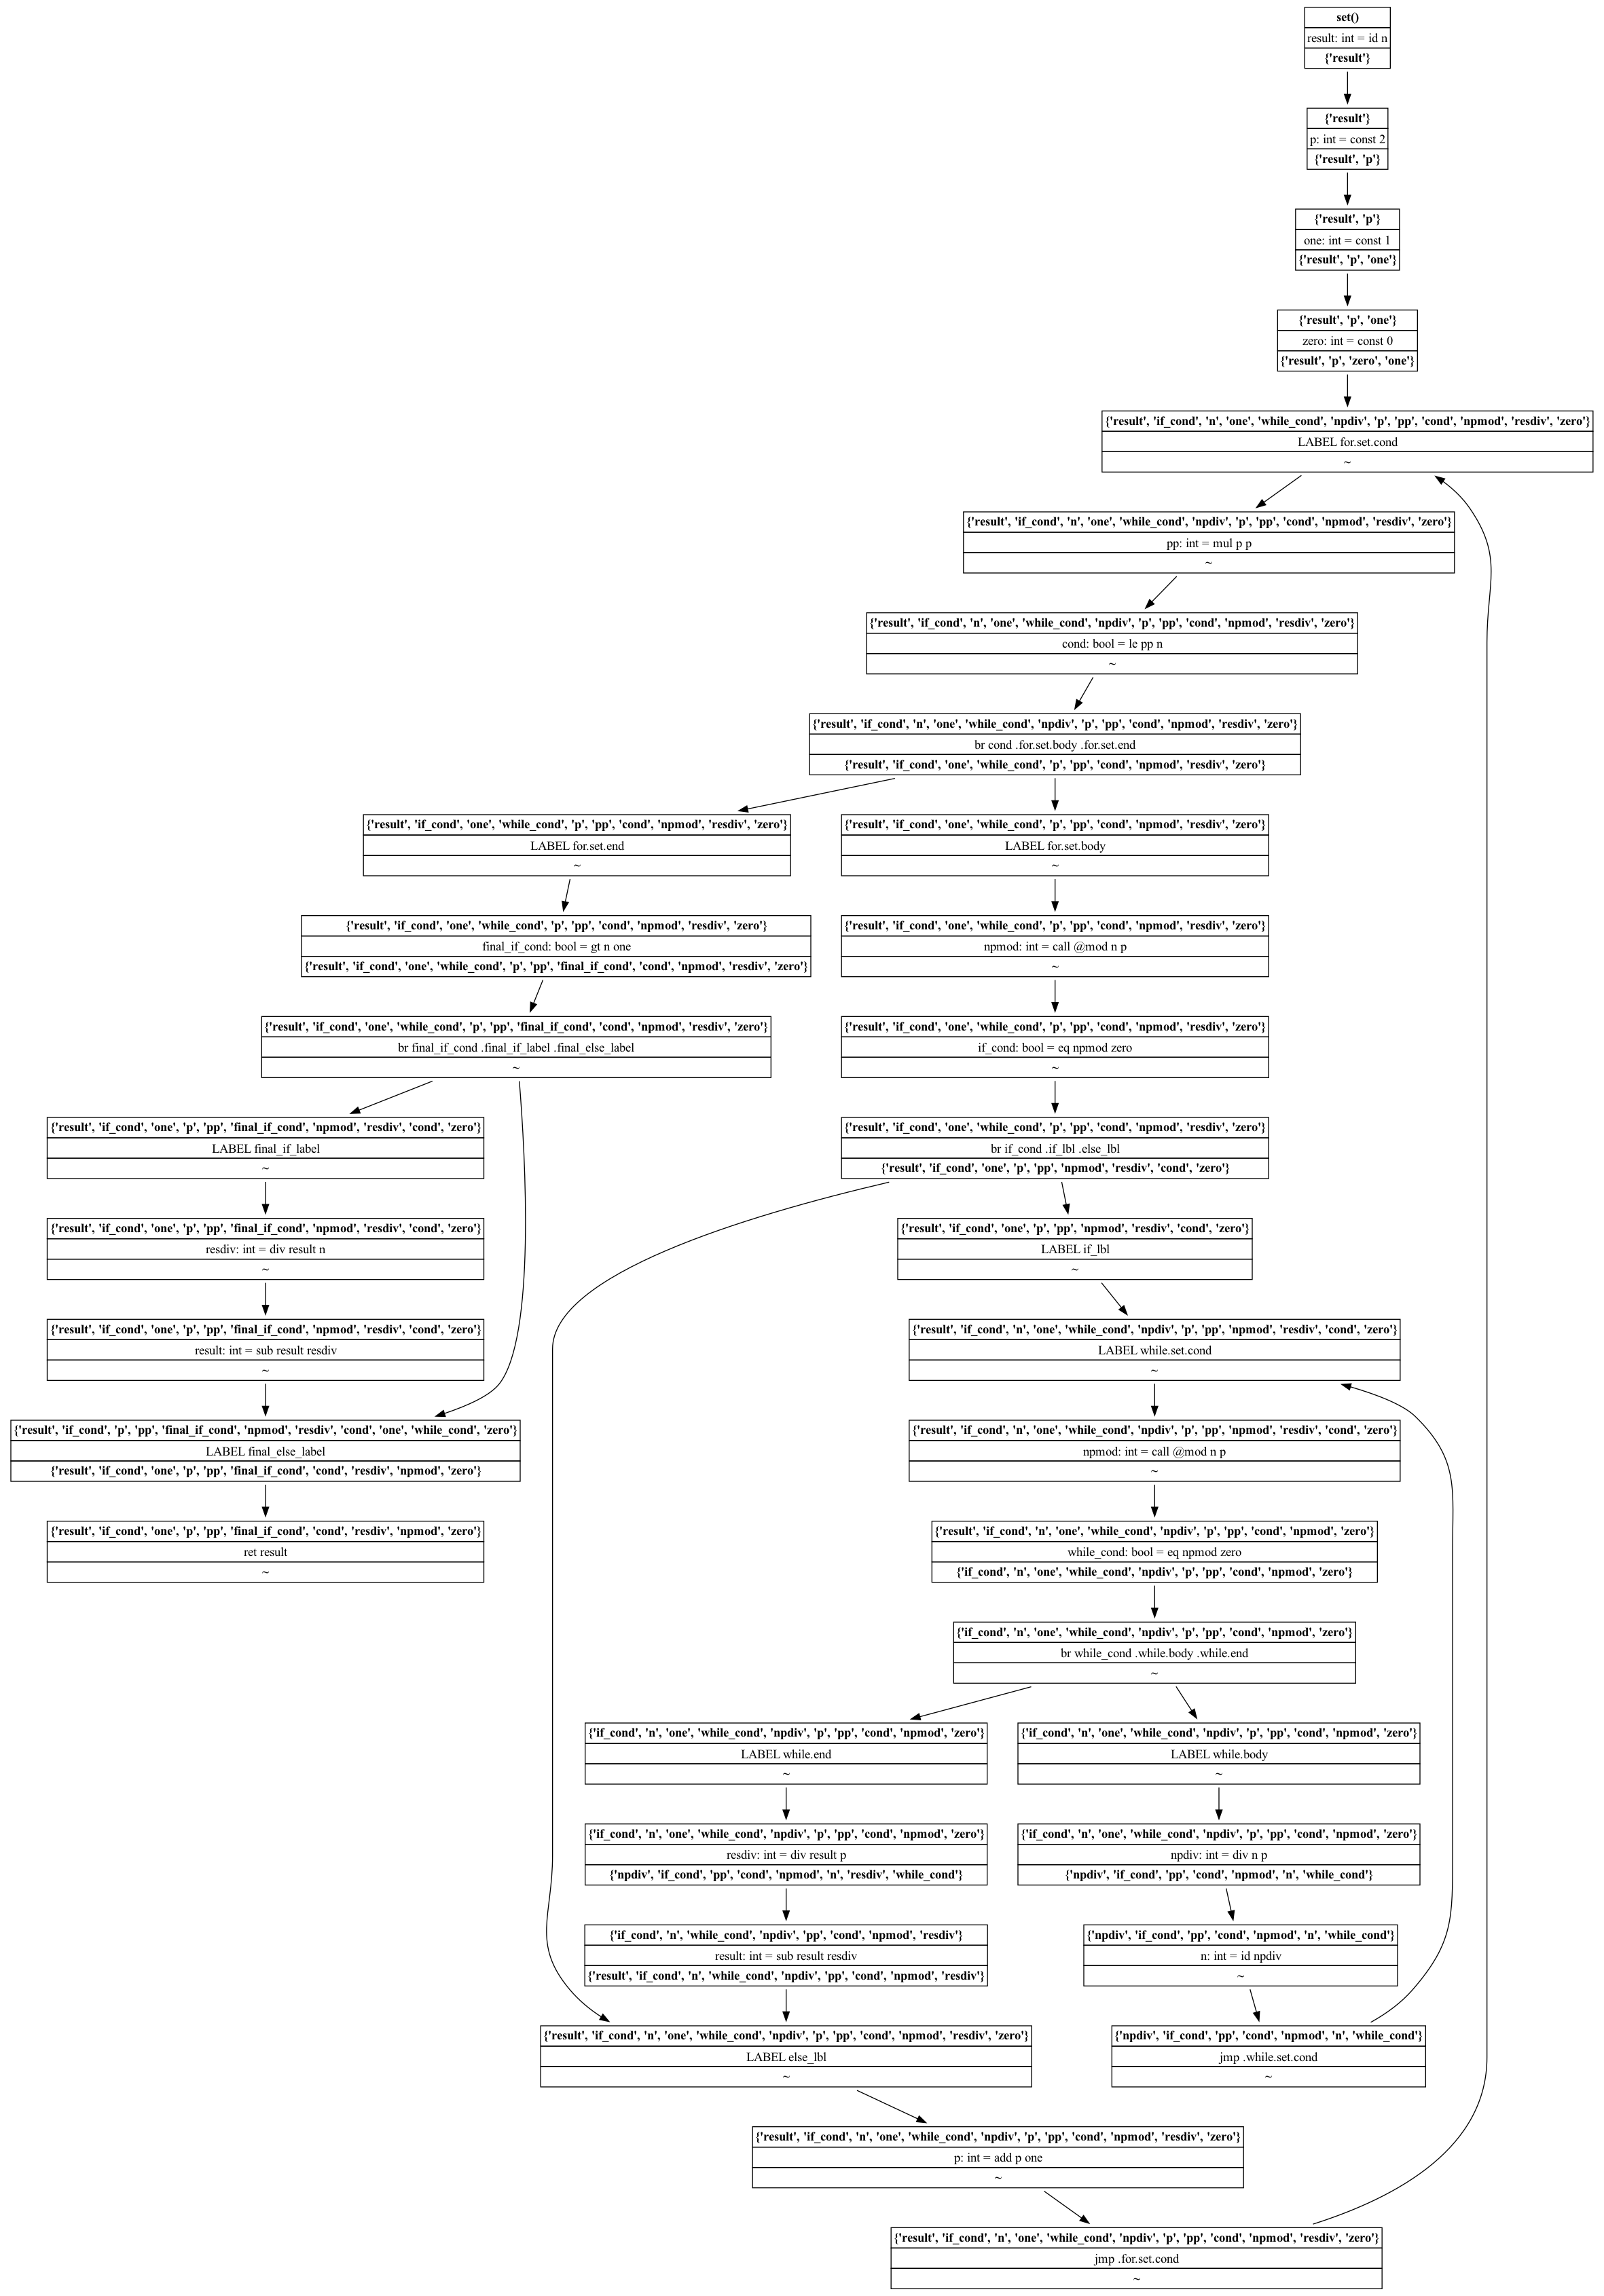 set()
result: int = id n
{'result'}
{'result'}
p: int = const 2
{'result', 'p'}
{'result', 'p'}
one: int = const 1
{'result', 'p', 'one'}
{'result', 'p', 'one'}
zero: int = const 0
{'result', 'p', 'zero', 'one'}
{'result', 'if_cond', 'n', 'one', 'while_cond', 'npdiv', 'p', 'pp', 'cond', 'npmod', 'resdiv', 'zero'}
LABEL for.set.cond
~
{'result', 'if_cond', 'n', 'one', 'while_cond', 'npdiv', 'p', 'pp', 'cond', 'npmod', 'resdiv', 'zero'}
pp: int = mul p p
~
{'result', 'if_cond', 'n', 'one', 'while_cond', 'npdiv', 'p', 'pp', 'cond', 'npmod', 'resdiv', 'zero'}
cond: bool = le pp n
~
{'result', 'if_cond', 'n', 'one', 'while_cond', 'npdiv', 'p', 'pp', 'cond', 'npmod', 'resdiv', 'zero'}
br cond .for.set.body .for.set.end
{'result', 'if_cond', 'one', 'while_cond', 'p', 'pp', 'cond', 'npmod', 'resdiv', 'zero'}
{'result', 'if_cond', 'one', 'while_cond', 'p', 'pp', 'cond', 'npmod', 'resdiv', 'zero'}
LABEL for.set.end
~
{'result', 'if_cond', 'one', 'while_cond', 'p', 'pp', 'cond', 'npmod', 'resdiv', 'zero'}
LABEL for.set.body
~
{'result', 'if_cond', 'one', 'while_cond', 'p', 'pp', 'cond', 'npmod', 'resdiv', 'zero'}
final_if_cond: bool = gt n one
{'result', 'if_cond', 'one', 'while_cond', 'p', 'pp', 'final_if_cond', 'cond', 'npmod', 'resdiv', 'zero'}
{'result', 'if_cond', 'one', 'while_cond', 'p', 'pp', 'cond', 'npmod', 'resdiv', 'zero'}
npmod: int = call @mod n p
~
{'result', 'if_cond', 'one', 'while_cond', 'p', 'pp', 'final_if_cond', 'cond', 'npmod', 'resdiv', 'zero'}
br final_if_cond .final_if_label .final_else_label
~
{'result', 'if_cond', 'one', 'while_cond', 'p', 'pp', 'cond', 'npmod', 'resdiv', 'zero'}
if_cond: bool = eq npmod zero
~
{'result', 'if_cond', 'one', 'p', 'pp', 'final_if_cond', 'npmod', 'resdiv', 'cond', 'zero'}
LABEL final_if_label
~
{'result', 'if_cond', 'one', 'while_cond', 'p', 'pp', 'cond', 'npmod', 'resdiv', 'zero'}
br if_cond .if_lbl .else_lbl
{'result', 'if_cond', 'one', 'p', 'pp', 'npmod', 'resdiv', 'cond', 'zero'}
{'result', 'if_cond', 'one', 'p', 'pp', 'final_if_cond', 'npmod', 'resdiv', 'cond', 'zero'}
resdiv: int = div result n
~
{'result', 'if_cond', 'one', 'p', 'pp', 'npmod', 'resdiv', 'cond', 'zero'}
LABEL if_lbl
~
{'result', 'if_cond', 'one', 'p', 'pp', 'final_if_cond', 'npmod', 'resdiv', 'cond', 'zero'}
result: int = sub result resdiv
~
{'result', 'if_cond', 'n', 'one', 'while_cond', 'npdiv', 'p', 'pp', 'npmod', 'resdiv', 'cond', 'zero'}
LABEL while.set.cond
~
{'result', 'if_cond', 'p', 'pp', 'final_if_cond', 'npmod', 'resdiv', 'cond', 'one', 'while_cond', 'zero'}
LABEL final_else_label
{'result', 'if_cond', 'one', 'p', 'pp', 'final_if_cond', 'cond', 'resdiv', 'npmod', 'zero'}
{'result', 'if_cond', 'n', 'one', 'while_cond', 'npdiv', 'p', 'pp', 'npmod', 'resdiv', 'cond', 'zero'}
npmod: int = call @mod n p
~
{'result', 'if_cond', 'one', 'p', 'pp', 'final_if_cond', 'cond', 'resdiv', 'npmod', 'zero'}
ret result
~
{'result', 'if_cond', 'n', 'one', 'while_cond', 'npdiv', 'p', 'pp', 'cond', 'npmod', 'zero'}
while_cond: bool = eq npmod zero
{'if_cond', 'n', 'one', 'while_cond', 'npdiv', 'p', 'pp', 'cond', 'npmod', 'zero'}
{'if_cond', 'n', 'one', 'while_cond', 'npdiv', 'p', 'pp', 'cond', 'npmod', 'zero'}
br while_cond .while.body .while.end
~
{'if_cond', 'n', 'one', 'while_cond', 'npdiv', 'p', 'pp', 'cond', 'npmod', 'zero'}
LABEL while.end
~
{'if_cond', 'n', 'one', 'while_cond', 'npdiv', 'p', 'pp', 'cond', 'npmod', 'zero'}
LABEL while.body
~
{'if_cond', 'n', 'one', 'while_cond', 'npdiv', 'p', 'pp', 'cond', 'npmod', 'zero'}
resdiv: int = div result p
{'npdiv', 'if_cond', 'pp', 'cond', 'npmod', 'n', 'resdiv', 'while_cond'}
{'if_cond', 'n', 'one', 'while_cond', 'npdiv', 'p', 'pp', 'cond', 'npmod', 'zero'}
npdiv: int = div n p
{'npdiv', 'if_cond', 'pp', 'cond', 'npmod', 'n', 'while_cond'}
{'if_cond', 'n', 'while_cond', 'npdiv', 'pp', 'cond', 'npmod', 'resdiv'}
result: int = sub result resdiv
{'result', 'if_cond', 'n', 'while_cond', 'npdiv', 'pp', 'cond', 'npmod', 'resdiv'}
{'npdiv', 'if_cond', 'pp', 'cond', 'npmod', 'n', 'while_cond'}
n: int = id npdiv
~
{'result', 'if_cond', 'n', 'one', 'while_cond', 'npdiv', 'p', 'pp', 'cond', 'npmod', 'resdiv', 'zero'}
LABEL else_lbl
~
{'npdiv', 'if_cond', 'pp', 'cond', 'npmod', 'n', 'while_cond'}
jmp .while.set.cond
~
{'result', 'if_cond', 'n', 'one', 'while_cond', 'npdiv', 'p', 'pp', 'cond', 'npmod', 'resdiv', 'zero'}
p: int = add p one
~
{'result', 'if_cond', 'n', 'one', 'while_cond', 'npdiv', 'p', 'pp', 'cond', 'npmod', 'resdiv', 'zero'}
jmp .for.set.cond
~